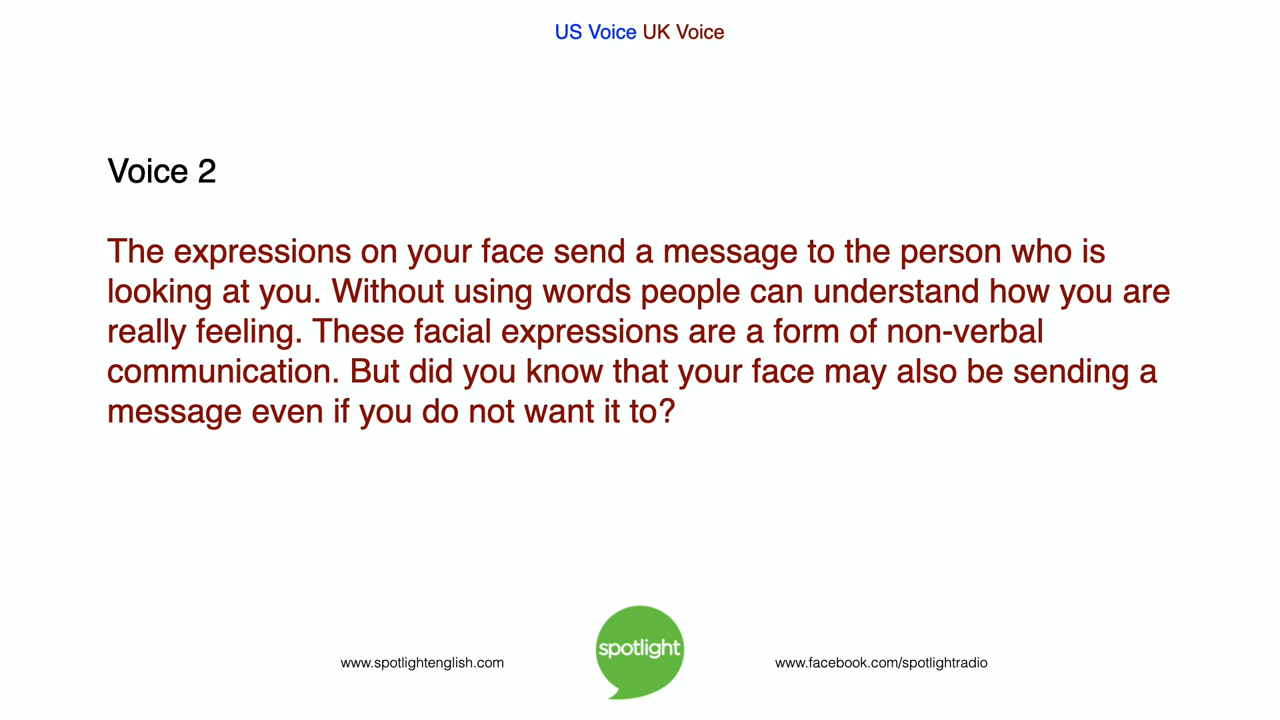 US Voice UK Voice
Voice 2
The expressions on your face send a message to the person who is
looking at you. Without using words people can understand how you are
really feeling. These facial expressions are a form of non-verbal
communication. But did you know that your face may also be sending a
message even if you do not want it to?
www.spotlightenglish.com
spotlight
www.facebook.com/spotlightradio